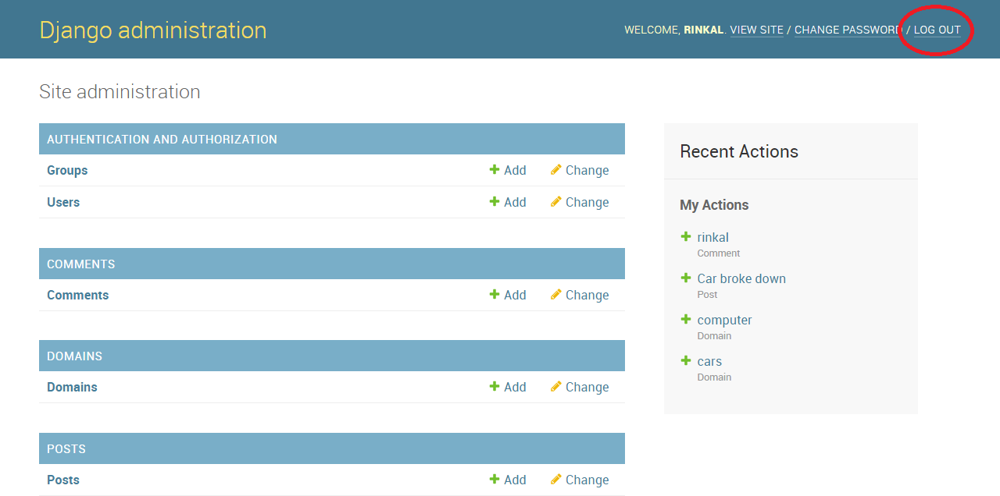 Django administration
WELCOME, RINKAL. VIEW SITE / CHANGE PASSWORD / LOG OUT
Site administration
AUTHENTICATION AND AUTHORIZATION
Groups Add Change
Users Add Change
COMMENTS
Comments Add Change
DOMAINS
Domains Add Change
POSTS
Posts Add Change
Recent Actions
My Actions
rinkal
Comment
Car broke down
Post
computer
Domain
cars
Domain